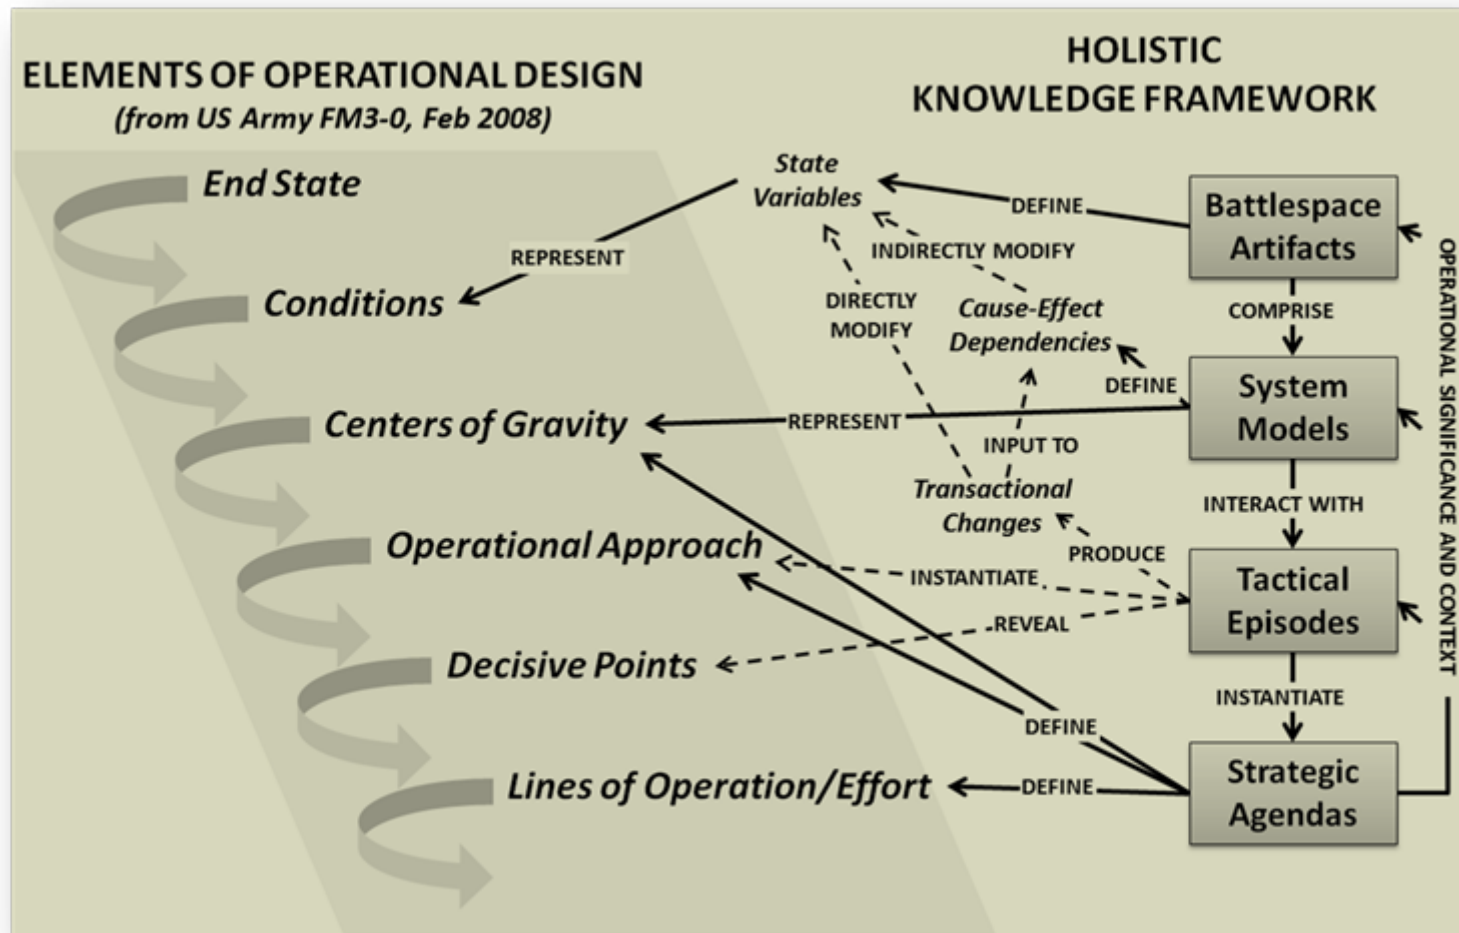 ELEMENTS OF OPERATIONAL DESIGN
(from US Army FM3-0, Feb 2008)
HOLISTIC
KNOWLEDGE FRAMEWORK
End State
Conditions
Centers of Gravity
Operational Approach
Decisive Points
Lines of Operation/Effort
State
Variables
DEFINE
Battlespace
Artifacts
REPRESENT
INDIRECTLY MODIFY
DIRECTLY
MODIFY
Cause-Effect
Dependencies
COMPRISE
DEFINE
System
Models
REPRESENT
INPUT TO
Transactional
Changes
INTERACT WITH
PRODUCE
INSTANTIATE
Tactical
Episodes
REVEAL
INSTANTIATE
DEFINE
DEFINE
Strategic
Agendas
OPERATIONAL SIGNIFICANCE AND CONTEXT